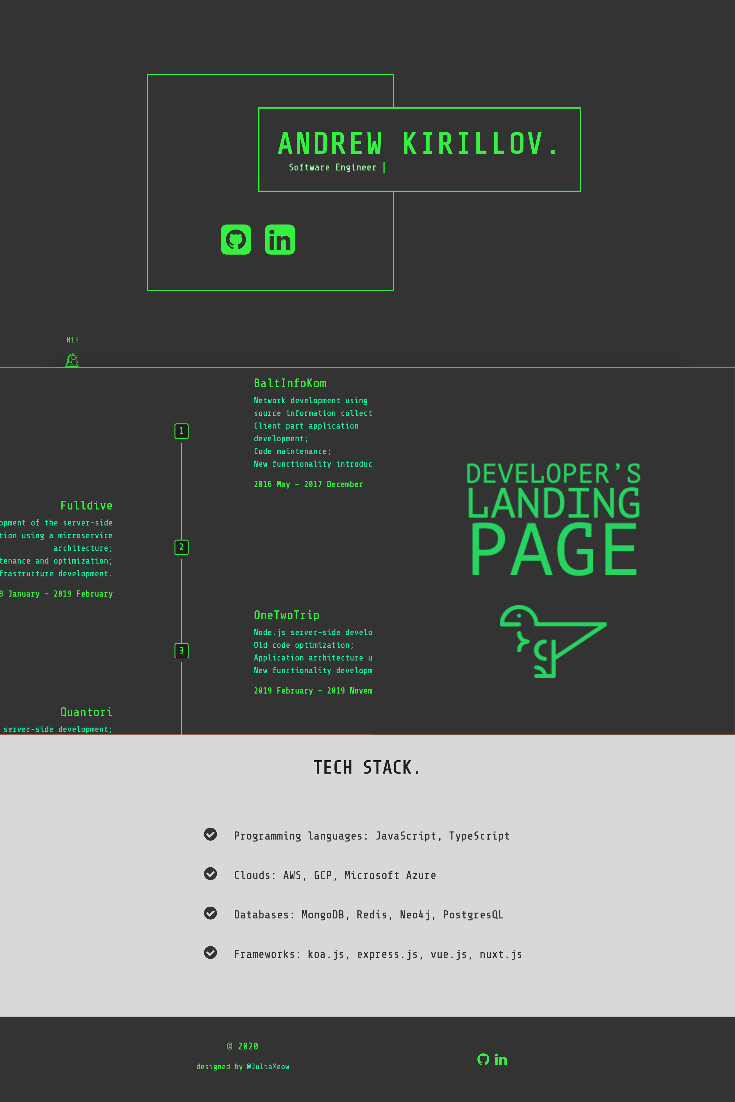 ANDREW KIRILLOV.
Software Engineer
Hi!
BaltInfoKom
Network development using
source information collect
Client part application
development;
Code maintenance;
New functionality introduc
2016 May – 2017 December
1
Fulldive
opment of the server-side
tion using a microservice
architecture;
tenance and optimization;
frastructure development.
8 January – 2019 February
2
OneTwoTrip
Node.js server-side develo
Old code optimization;
Application architecture u
New functionality developm
2019 February – 2019 Novem
3
Quantori
server-side development;
DEVELOPER'S
LANDING
PAGE
TECH STACK.
Programming languages: JavaScript, TypeScript
Clouds: AWS, GCP, Microsoft Azure
Databases: MongoDB, Redis, Neo4j, PostgresQL
Frameworks: koa.js, express.js, vue.js, nuxt.js
© 2020
designed by @JuliaMeow